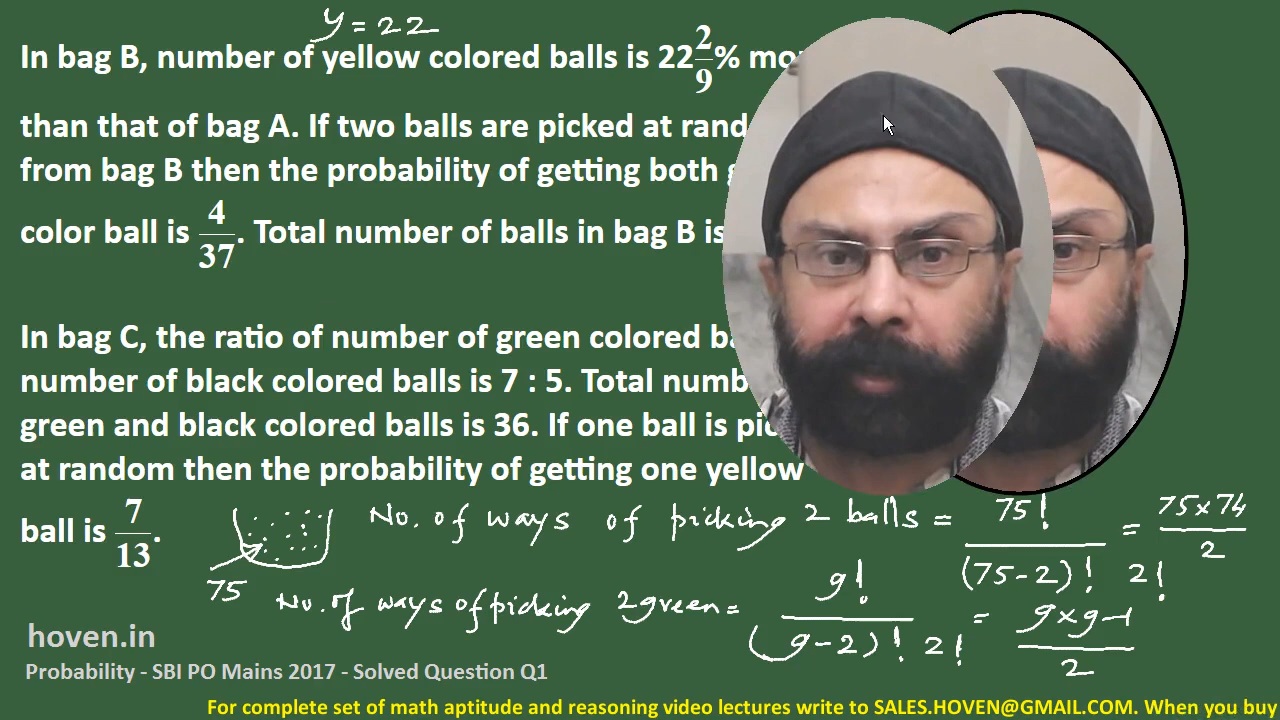 y = 22
In bag B, number of yellow colored balls is 22 2/9%
than that of bag A. If two balls are picked at
from bag B then the probability of getting both
color ball is 4/37. Total number of balls in bag B is
In bag C, the ratio of number of green colored
number of black colored balls is 7 : 5. Total
green and black colored balls is 36. If one ball is
at random then the probability of getting one yellow
ball is 7/13.
No. of ways of picking 2 balls = 75!/(75-2)! 2! = 75x74/2
75
No. of ways of picking 2 green = g!/(g-2)! 2! = gxg-1/2
hoven.in
Probability - SBI PO Mains 2017 - Solved Question Q1
For complete set of math aptitude and reasoning video lectures write to SALES.HOVEN@GMAIL.COM. When you buy